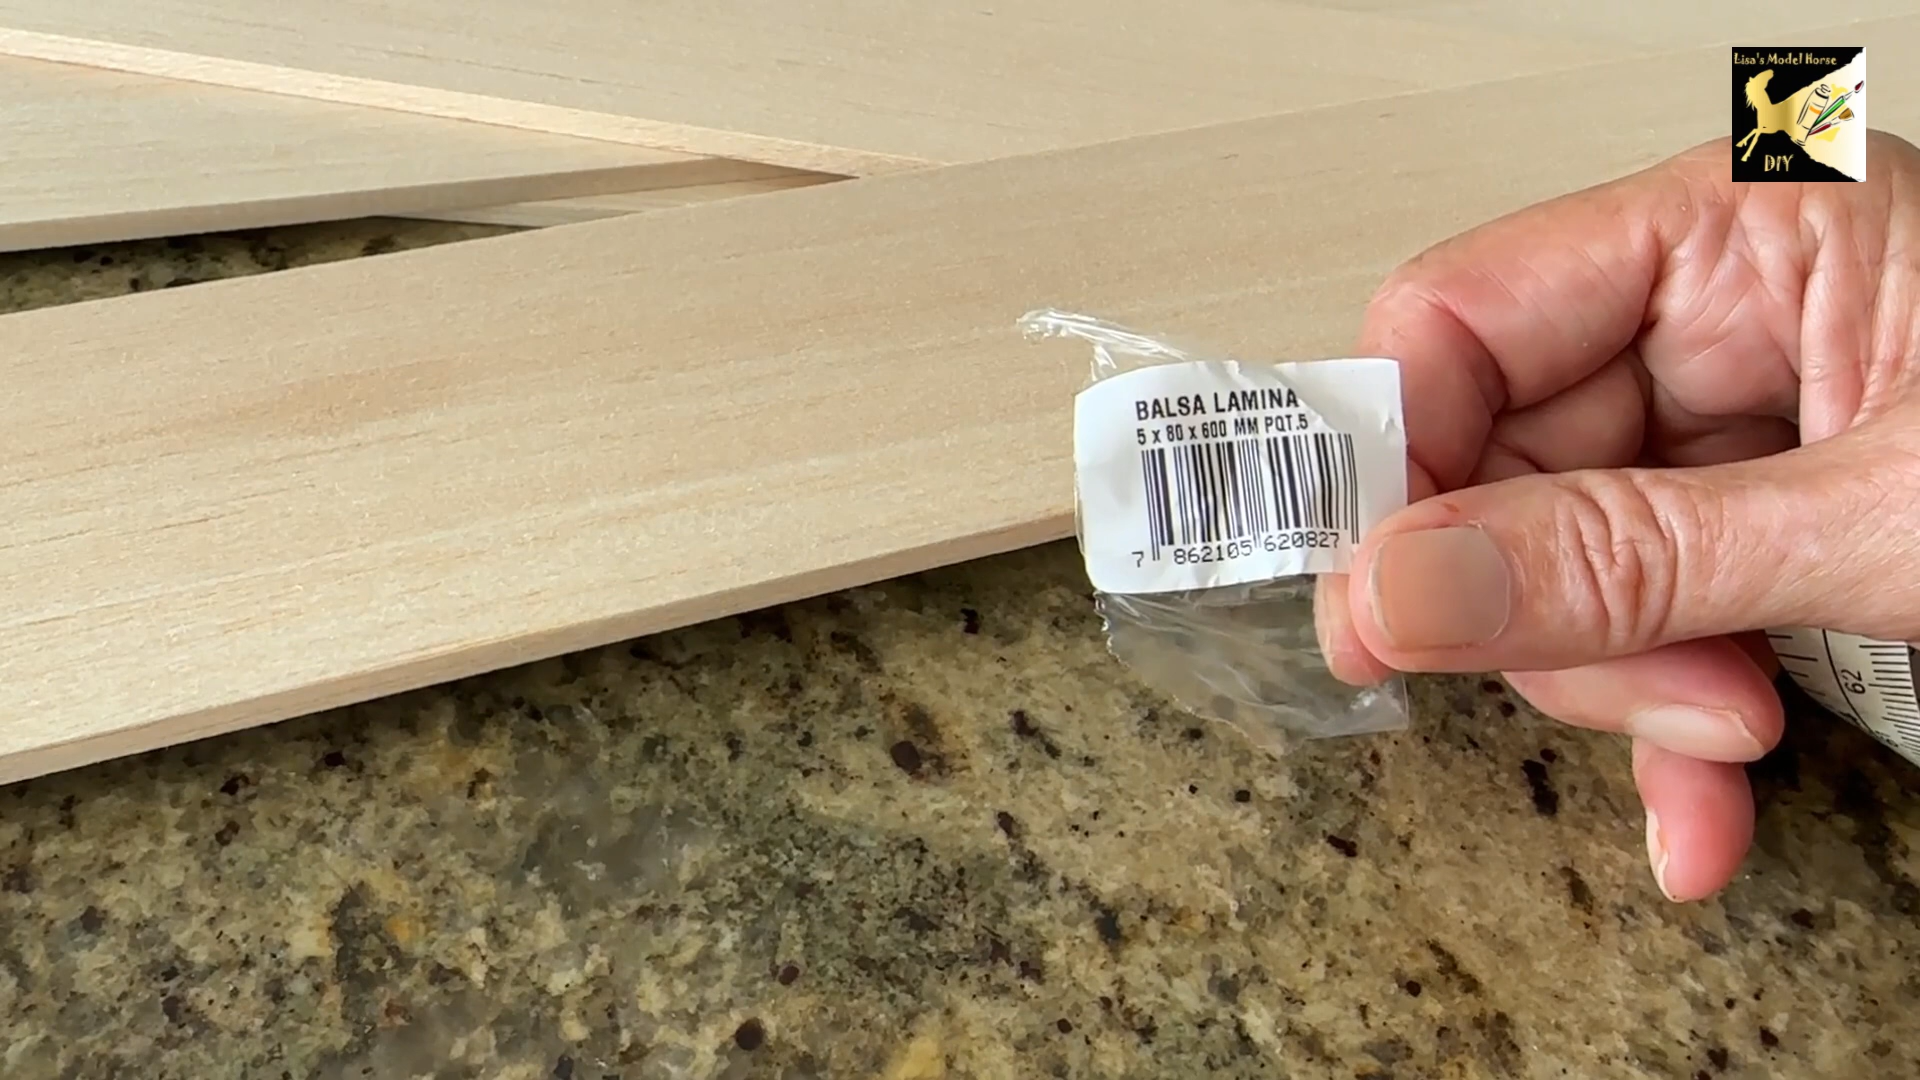 Lisa's Model Horse
DIY
BALSA LAMINA
5 x 80 x 600 MM PQT.5
7 862105 620827
62